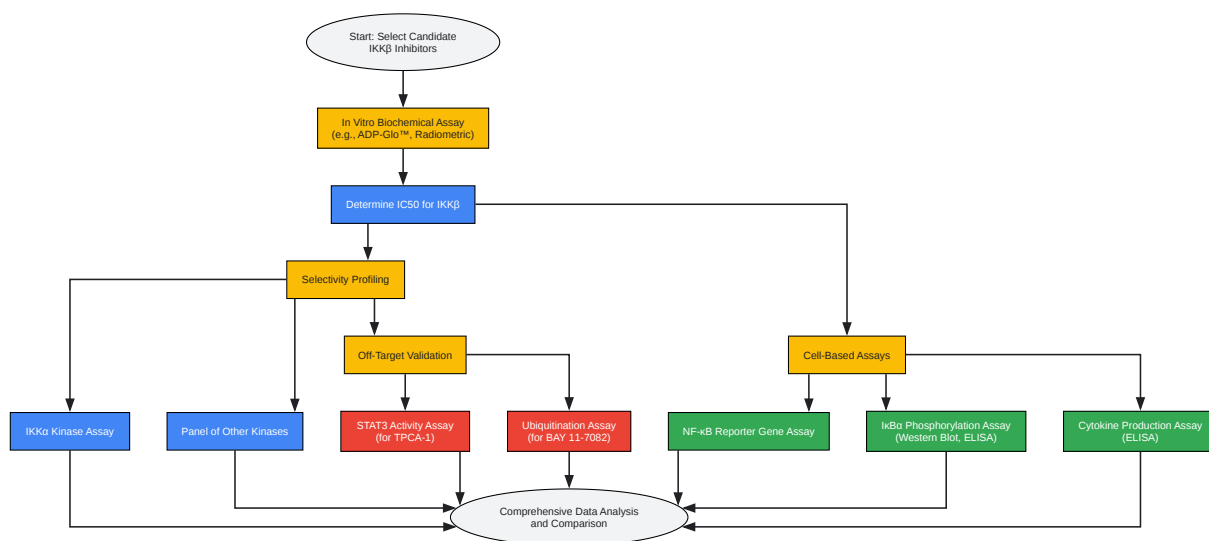 Start: Select Candidate
IKKβ Inhibitors
In Vitro Biochemical Assay
(e.g., ADP-Glo™, Radiometric)
Determine IC50 for IKKβ
Selectivity Profiling
Off-Target Validation
Cell-Based Assays
IKKα Kinase Assay
Panel of Other Kinases
STAT3 Activity Assay
(for TPCA-1)
Ubiquitination Assay
(for BAY 11-7082)
NF-κB Reporter Gene Assay
IκBα Phosphorylation Assay
(Western Blot, ELISA)
Cytokine Production Assay
(ELISA)
Comprehensive Data Analysis
and Comparison